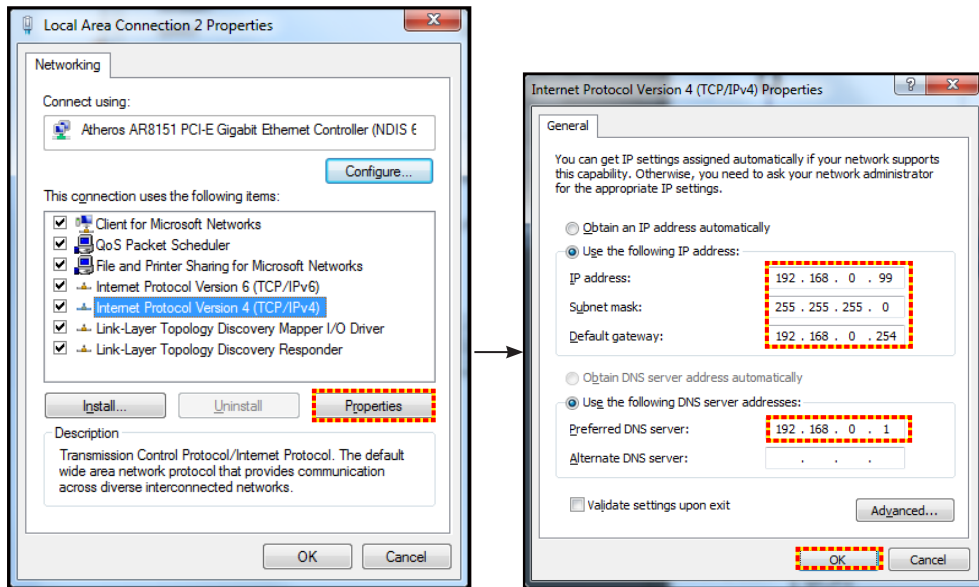 Local Area Connection 2 Properties
Networking
Connect using:
Atheros AR8151 PCI-E Gigabit Ethernet Controller (NDIS 6
Configure...
This connection uses the following items:
Client for Microsoft Networks
QoS Packet Scheduler
File and Printer Sharing for Microsoft Networks
Internet Protocol Version 6 (TCP/IPv6)
Internet Protocol Version 4 (TCP/IPv4)
Link-Layer Topology Discovery Mapper I/O Driver
Link-Layer Topology Discovery Responder
Install...
Uninstall
Properties
Description
Transmission Control Protocol/Internet Protocol. The default
wide area network protocol that provides communication
across diverse interconnected networks.
OK
Cancel
Internet Protocol Version 4 (TCP/IPv4) Properties
General
You can get IP settings assigned automatically if your network supports
this capability. Otherwise, you need to ask your network administrator
for the appropriate IP settings.
Obtain an IP address automatically
Use the following IP address:
IP address: 192 . 168 . 0 . 99
Subnet mask: 255 . 255 . 255 . 0
Default gateway: 192 . 168 . 0 . 254
Obtain DNS server address automatically
Use the following DNS server addresses:
Preferred DNS server: 192 . 168 . 0 . 1
Alternate DNS server: . . .
Validate settings upon exit
Advanced...
OK
Cancel